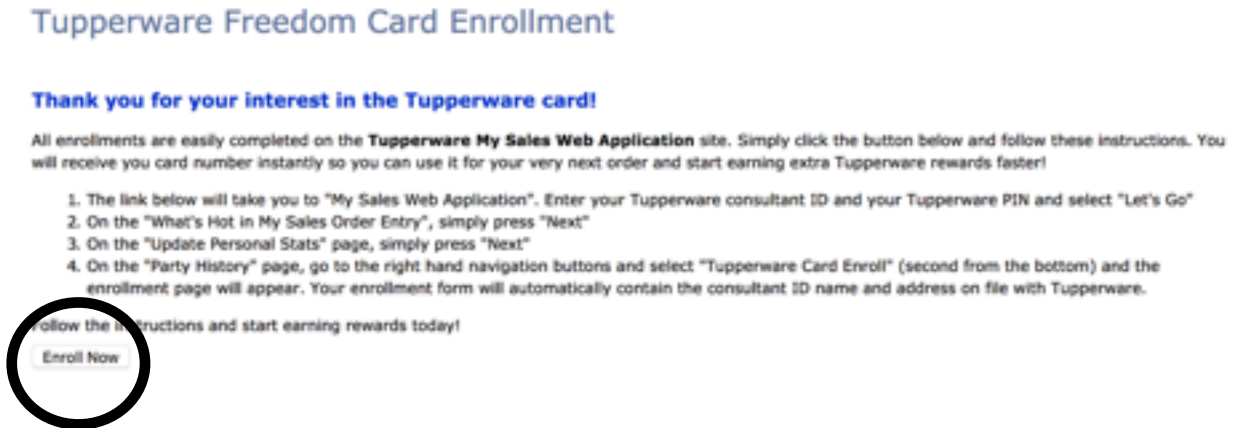 Tupperware Freedom Card Enrollment
Thank you for your interest in the Tupperware card!
All enrollments are easily completed on the Tupperware My Sales Web Application site. Simply click the button below and follow these instructions. You
will receive you card number instantly so you can use it for your very next order and start earning extra Tupperware rewards faster!
1. The link below will take you to "My Sales Web Application". Enter your Tupperware consultant ID and your Tupperware PIN and select "Let's Go"
2. On the "What's Hot in My Sales Order Entry", simply press "Next"
3. On the "Update Personal Stats" page, simply press "Next"
4. On the "Party History" page, go to the right hand navigation buttons and select "Tupperware Card Enroll" (second from the bottom) and the
enrollment page will appear. Your enrollment form will automatically contain the consultant ID name and address on file with Tupperware.
Follow the instructions and start earning rewards today!
Enroll Now